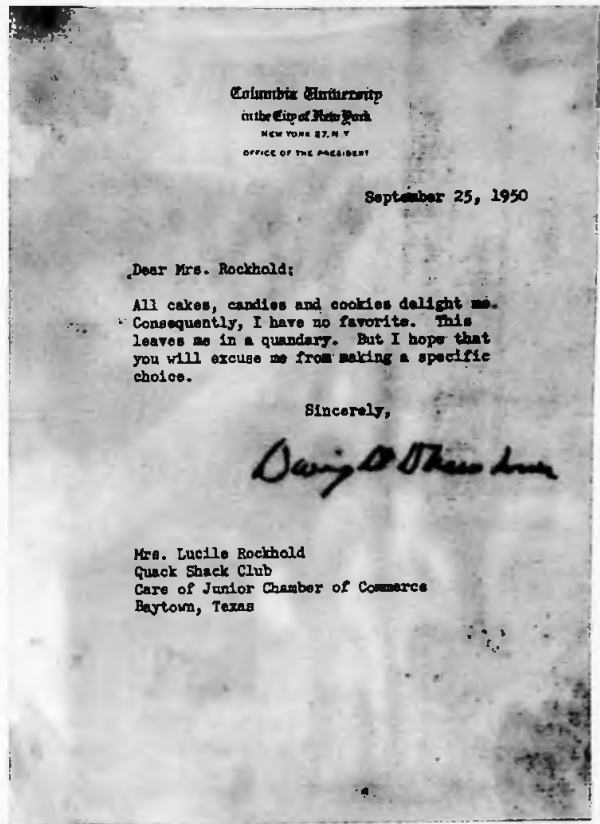 Columbia University
in the City of New York
NEW YORK 27, N Y
OFFICE OF THE PRESIDENT
September 25, 1950
Dear Mrs. Rockhold:
All cakes, candies and cookies delight me.
Consequently, I have no favorite. This
leaves me in a quandary. But I hope that
you will excuse me from making a specific
choice.
Sincerely,
Dwight D Eisenhower
Mrs. Lucile Rockhold
Quack Shack Club
Care of Junior Chamber of Commerce
Baytown, Texas